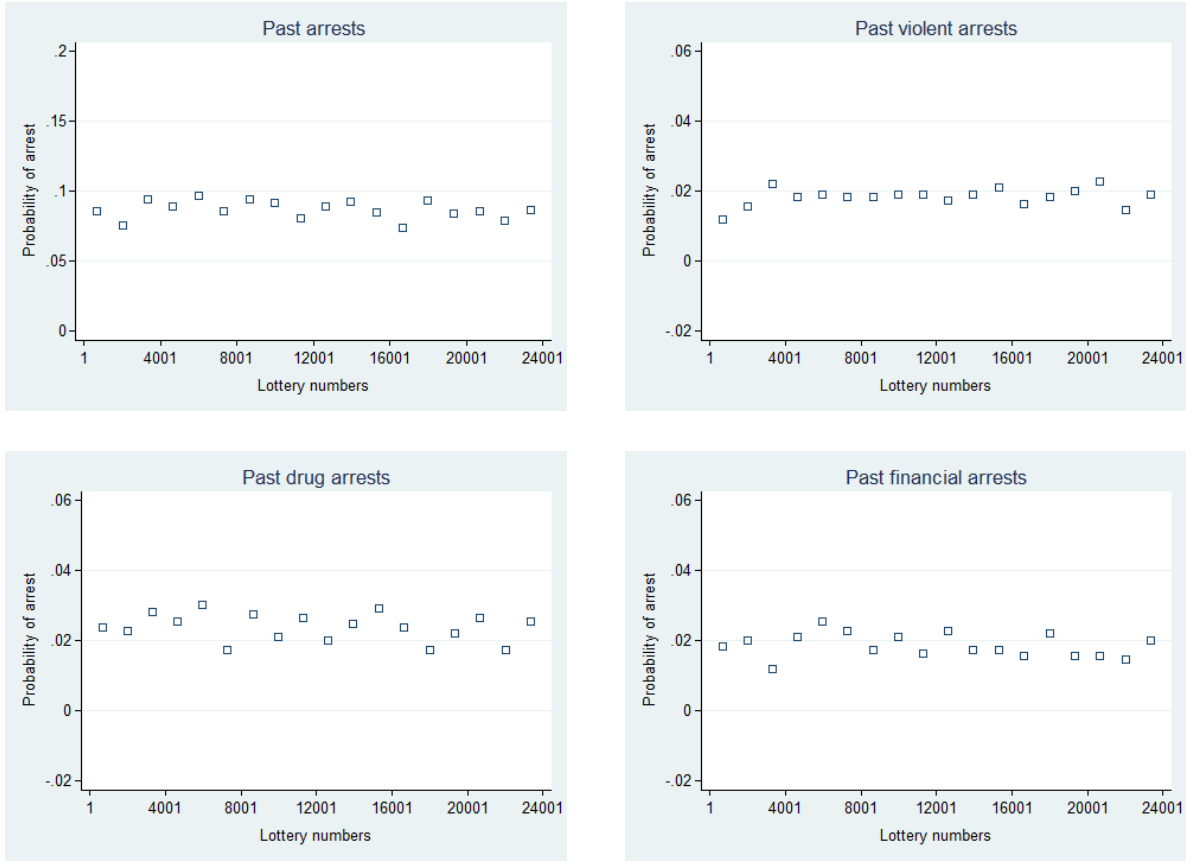 Past arrests
.2
.15
.1
.05
0
Probability of arrest
1 4001 8001 12001 16001 20001 24001
Lottery numbers
Past violent arrests
.06
.04
.02
0
-.02
Probability of arrest
1 4001 8001 12001 16001 20001 24001
Lottery numbers
Past drug arrests
.06
.04
.02
0
-.02
Probability of arrest
1 4001 8001 12001 16001 20001 24001
Lottery numbers
Past financial arrests
.06
.04
.02
0
-.02
Probability of arrest
1 4001 8001 12001 16001 20001 24001
Lottery numbers